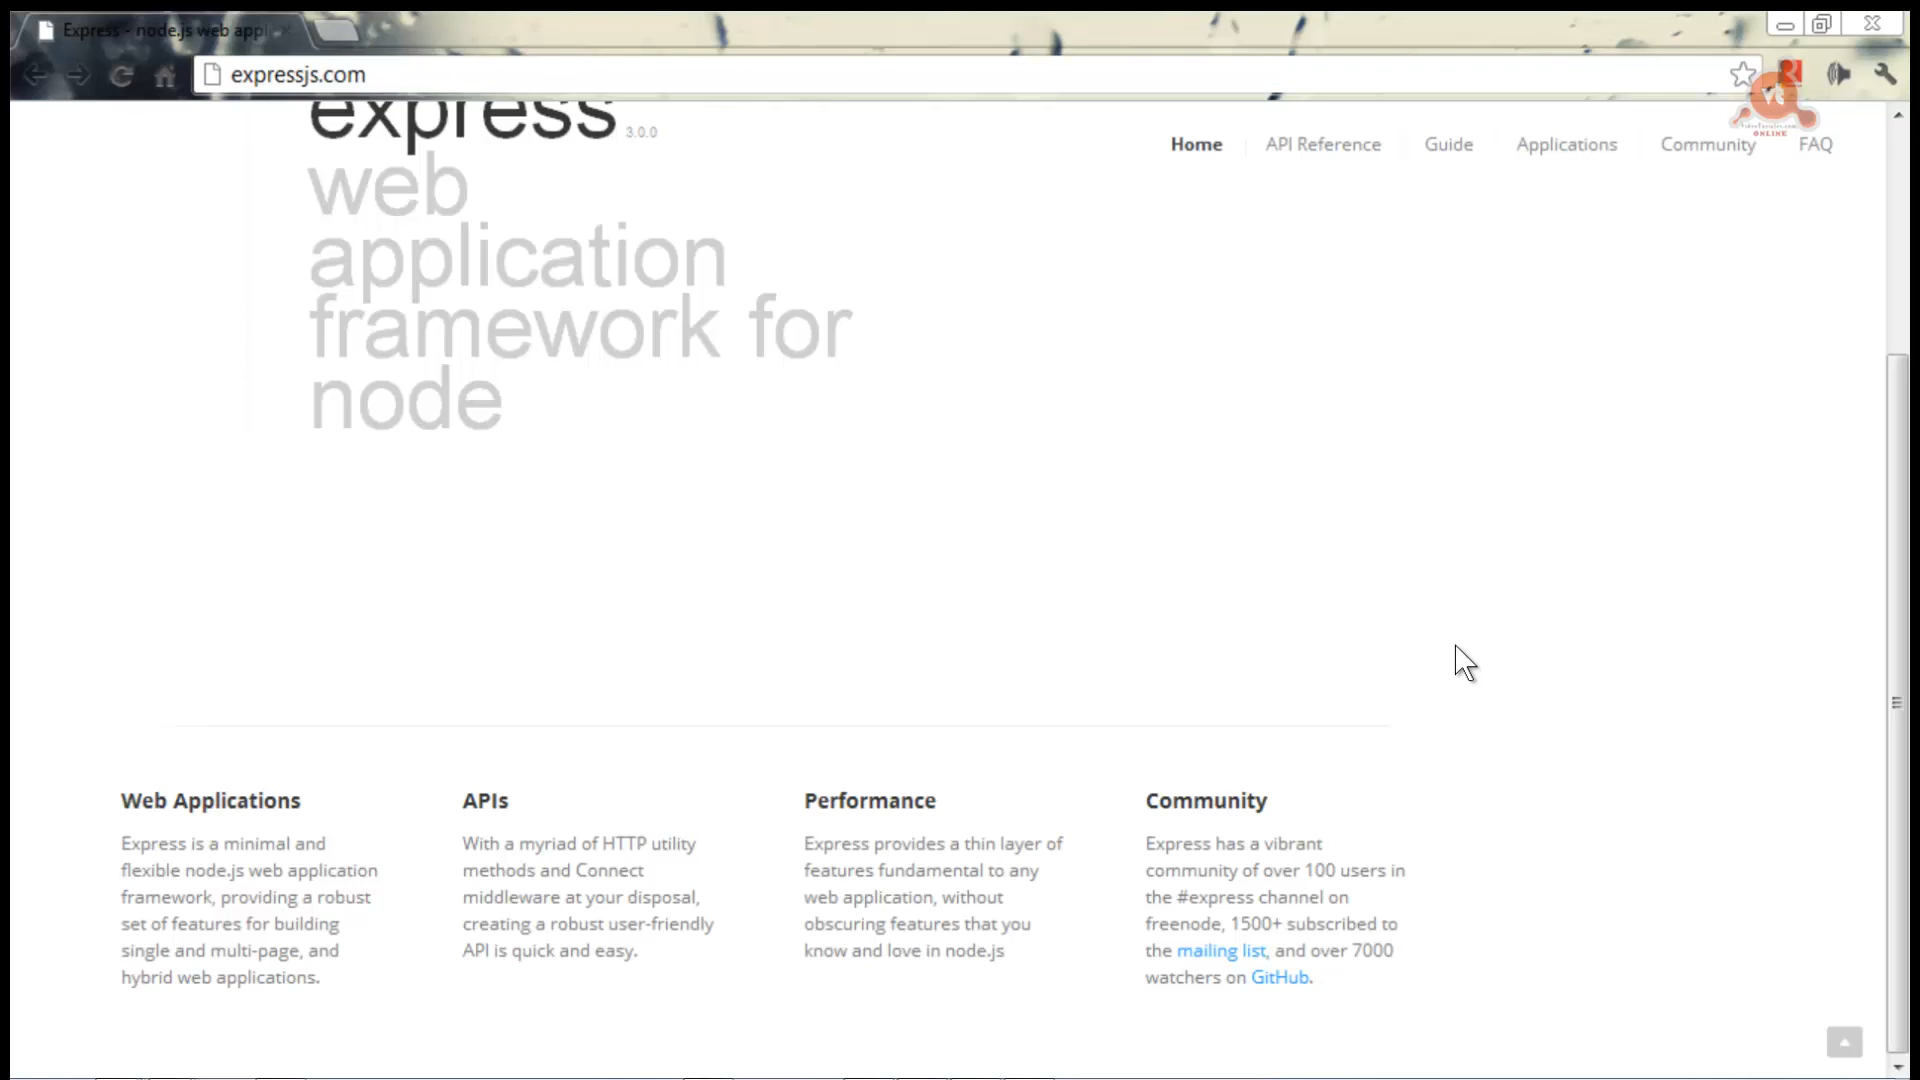 Express - node.js web appl
expressjs.com
express 3.0.0
Home API Reference Guide Applications Community FAQ
web
application
framework for
node
Web Applications
Express is a minimal and
flexible node.js web application
framework, providing a robust
set of features for building
single and multi-page, and
hybrid web applications.
APIs
With a myriad of HTTP utility
methods and Connect
middleware at your disposal,
creating a robust user-friendly
API is quick and easy.
Performance
Express provides a thin layer of
features fundamental to any
web application, without
obscuring features that you
know and love in node.js
Community
Express has a vibrant
community of over 100 users in
the #express channel on
freenode, 1500+ subscribed to
the mailing list, and over 7000
watchers on GitHub.
ONLINE